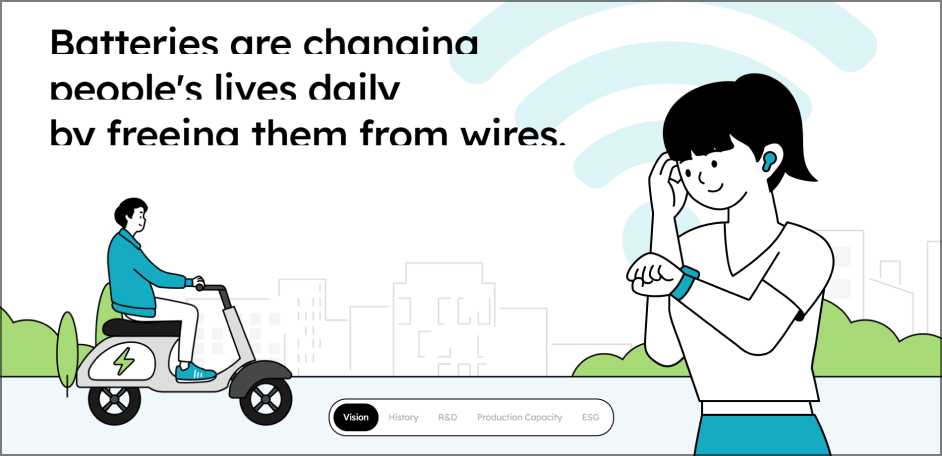 Batteries are changing
people's lives daily
by freeing them from wires.
Vision History R&D Production Capacity ESG